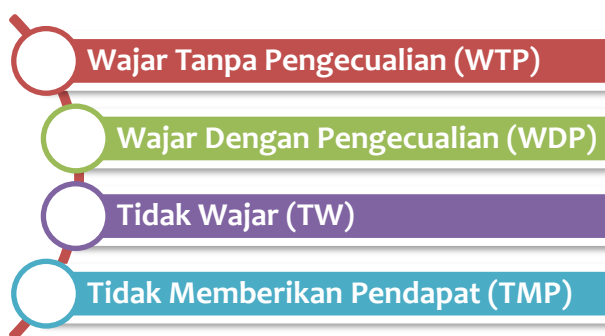 Wajar Tanpa Pengecualian (WTP)
Wajar Dengan Pengecualian (WDP)
Tidak Wajar (TW)
Tidak Memberikan Pendapat (TMP)